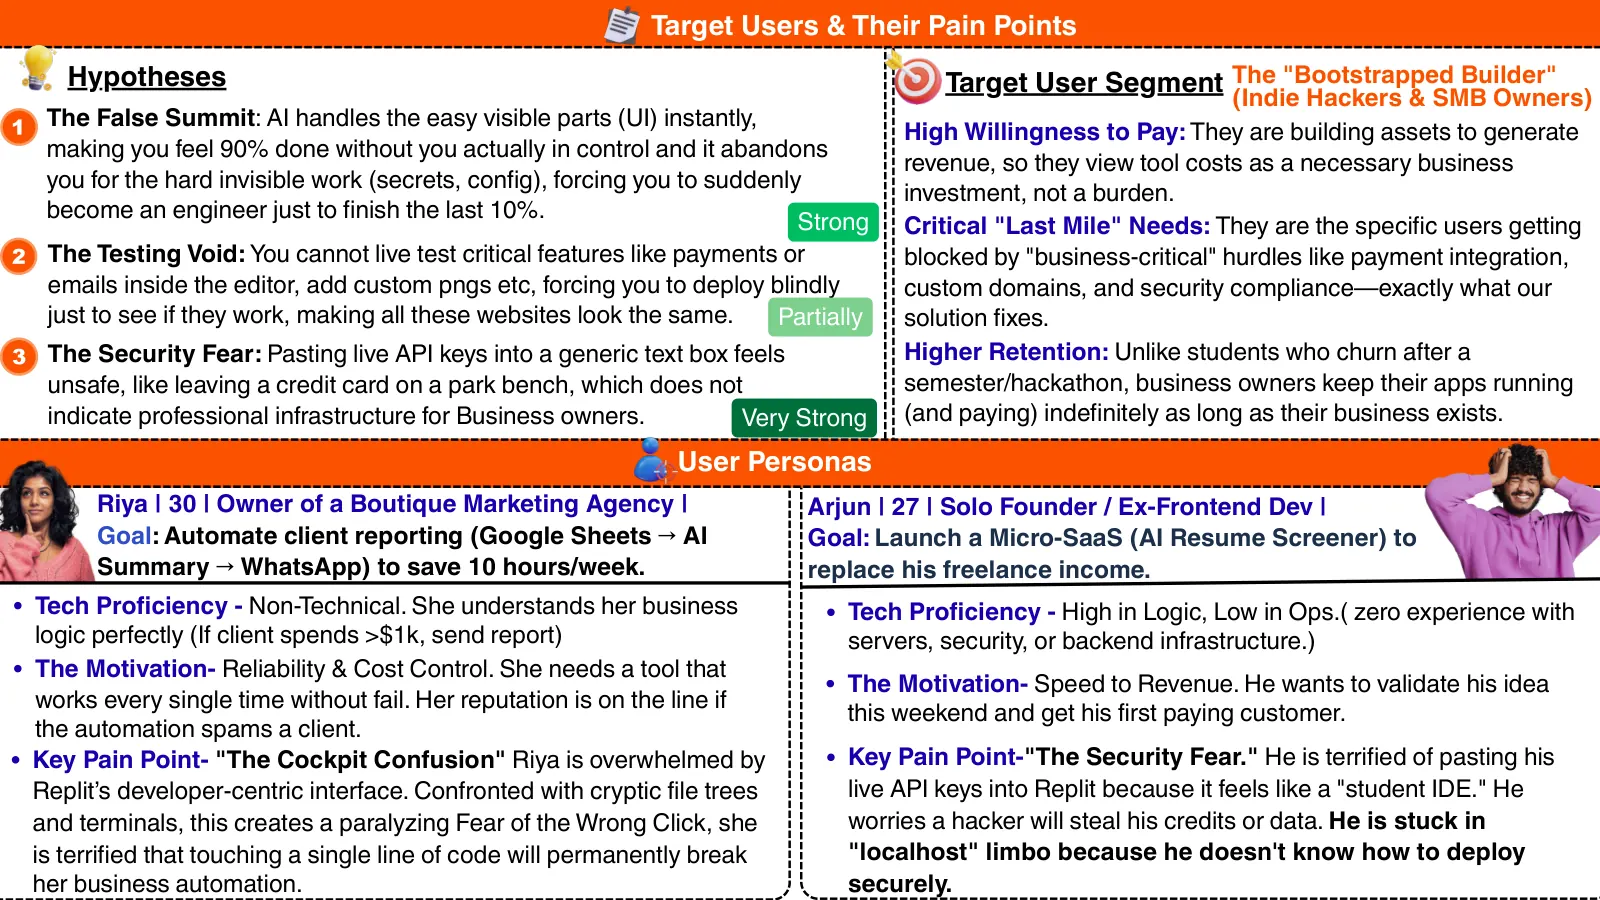 Target Users & Their Pain Points
Hypotheses
1
The False Summit: AI handles the easy visible parts (UI) instantly,
making you feel 90% done without you actually in control and it abandons
you for the hard invisible work (secrets, config), forcing you to suddenly
become an engineer just to finish the last 10%.
Strong
2
The Testing Void: You cannot live test critical features like payments or
emails inside the editor, add custom pngs etc, forcing you to deploy blindly
just to see if they work, making all these websites look the same.
Partially
3
The Security Fear: Pasting live API keys into a generic text box feels
unsafe, like leaving a credit card on a park bench, which does not
indicate professional infrastructure for Business owners.
Very Strong
Target User Segment
The "Bootstrapped Builder"
(Indie Hackers & SMB Owners)
High Willingness to Pay: They are building assets to generate
revenue, so they view tool costs as a necessary business
investment, not a burden.
Critical "Last Mile" Needs: They are the specific users getting
blocked by "business-critical" hurdles like payment integration,
custom domains, and security compliance—exactly what our
solution fixes.
Higher Retention: Unlike students who churn after a
semester/hackathon, business owners keep their apps running
(and paying) indefinitely as long as their business exists.
User Personas
Riya | 30 | Owner of a Boutique Marketing Agency |
Goal: Automate client reporting (Google Sheets → AI
Summary → WhatsApp) to save 10 hours/week.
• Tech Proficiency - Non-Technical. She understands her business
logic perfectly (If client spends >$1k, send report)
• The Motivation- Reliability & Cost Control. She needs a tool that
works every single time without fail. Her reputation is on the line if
the automation spams a client.
• Key Pain Point- "The Cockpit Confusion" Riya is overwhelmed by
Replit’s developer-centric interface. Confronted with cryptic file trees
and terminals, this creates a paralyzing Fear of the Wrong Click, she
is terrified that touching a single line of code will permanently break
her business automation.
Arjun | 27 | Solo Founder / Ex-Frontend Dev |
Goal: Launch a Micro-SaaS (AI Resume Screener) to
replace his freelance income.
• Tech Proficiency - High in Logic, Low in Ops.( zero experience with
servers, security, or backend infrastructure.)
• The Motivation- Speed to Revenue. He wants to validate his idea
this weekend and get his first paying customer.
• Key Pain Point-"The Security Fear." He is terrified of pasting his
live API keys into Replit because it feels like a "student IDE." He
worries a hacker will steal his credits or data. He is stuck in
"localhost" limbo because he doesn't know how to deploy
securely.